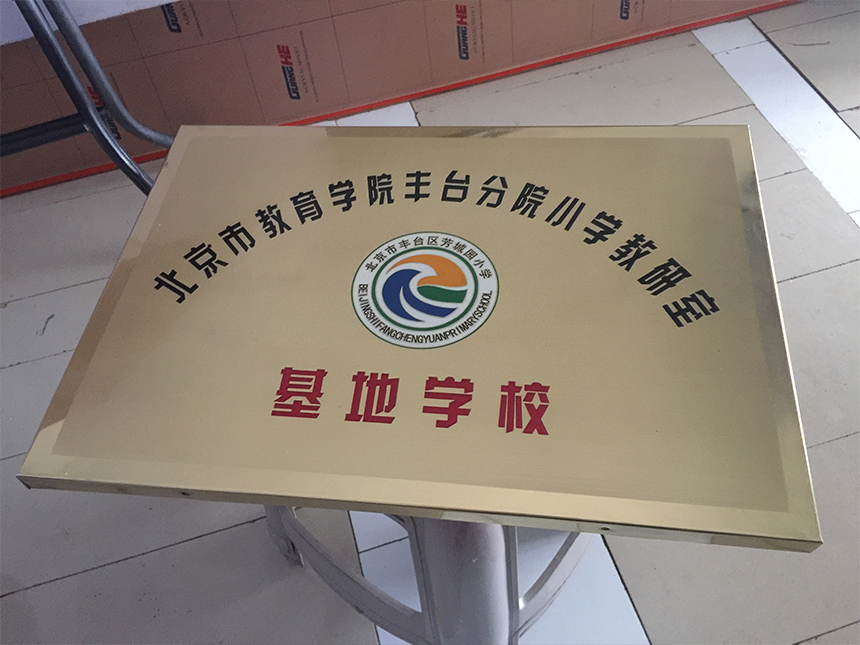 北京市教育学院丰台分院小学教研室
北京市丰台区芳城园小学
BEIJINGSHIFANGCHENGYUANPRIMARYSCHOOL
基地学校